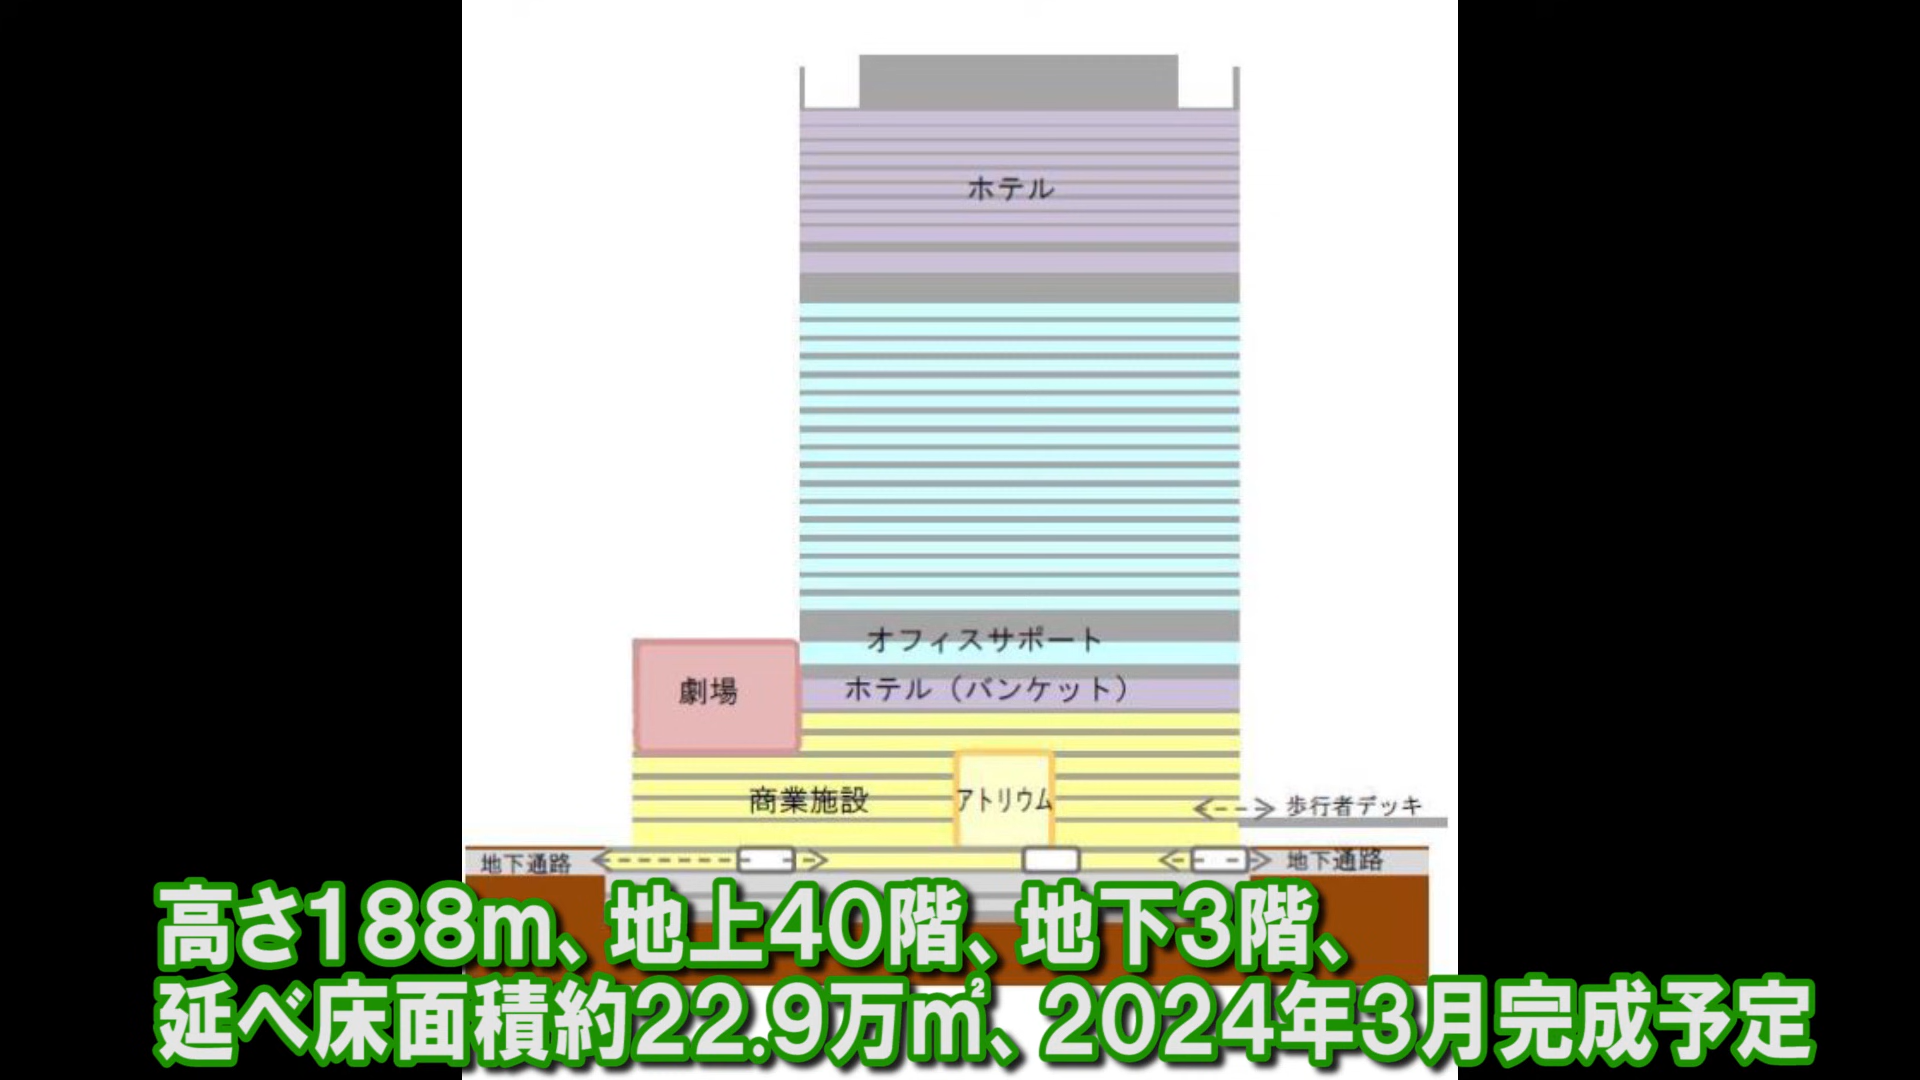 ホテル
オフィスサポート
劇場
ホテル（バンケット）
商業施設
アトリウム
歩行者デッキ
地下通路
地下通路
高さ188m、地上40階、地下3階、
延べ床面積約22.9万㎡、2024年3月完成予定